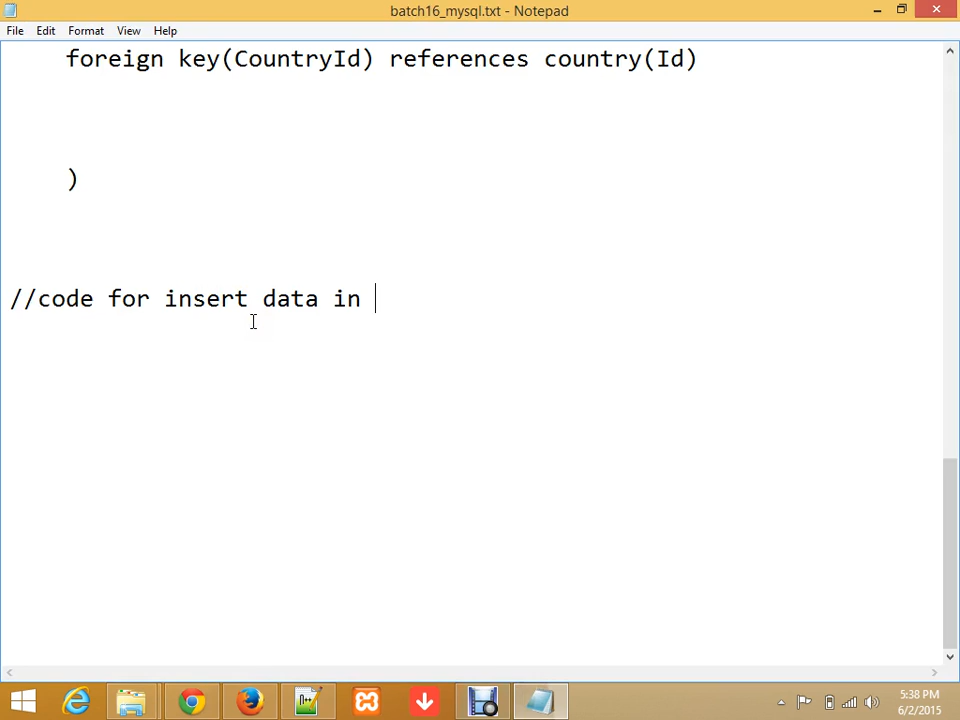 batch16_mysql.txt - Notepad
File Edit Format View Help
foreign key(CountryId) references country(Id)
)
//code for insert data in
5:38 PM
6/2/2015